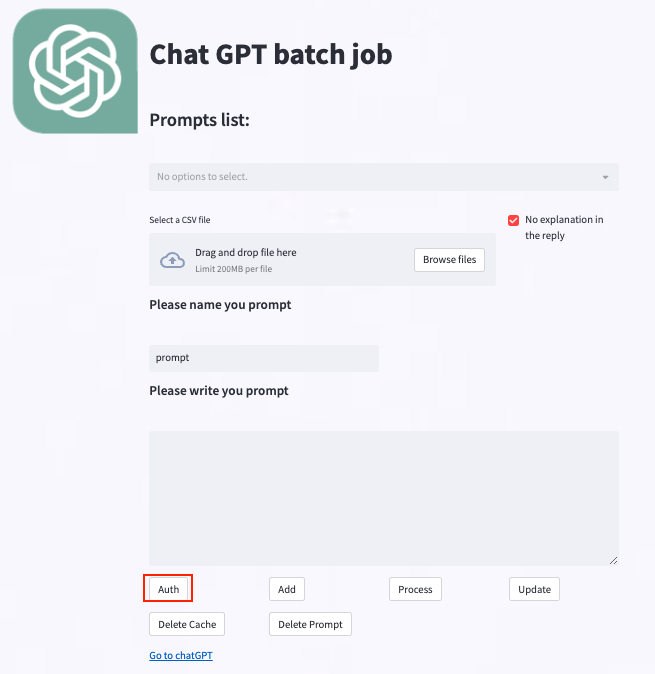 Chat GPT batch job
Prompts list:
No options to select.
Select a CSV file
No explanation in
the reply
Drag and drop file here
Limit 200MB per file
Browse files
Please name you prompt
prompt
Please write you prompt
Auth
Add
Process
Update
Delete Cache
Delete Prompt
Go to chatGPT